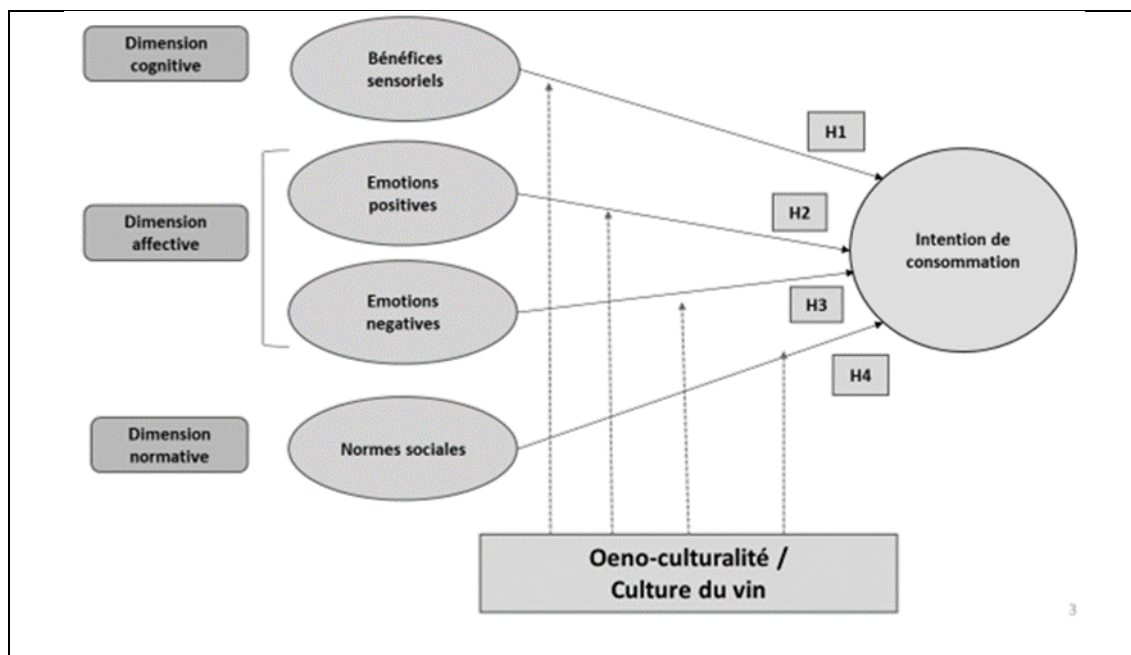 Dimension
cognitive
Bénéfices
sensoriels
H1
Emotions
positives
H2
Dimension
affective
Intention de
consommation
Emotions
negatives
H3
H4
Dimension
normative
Normes sociales
Oeno-culturalité /
Culture du vin
3